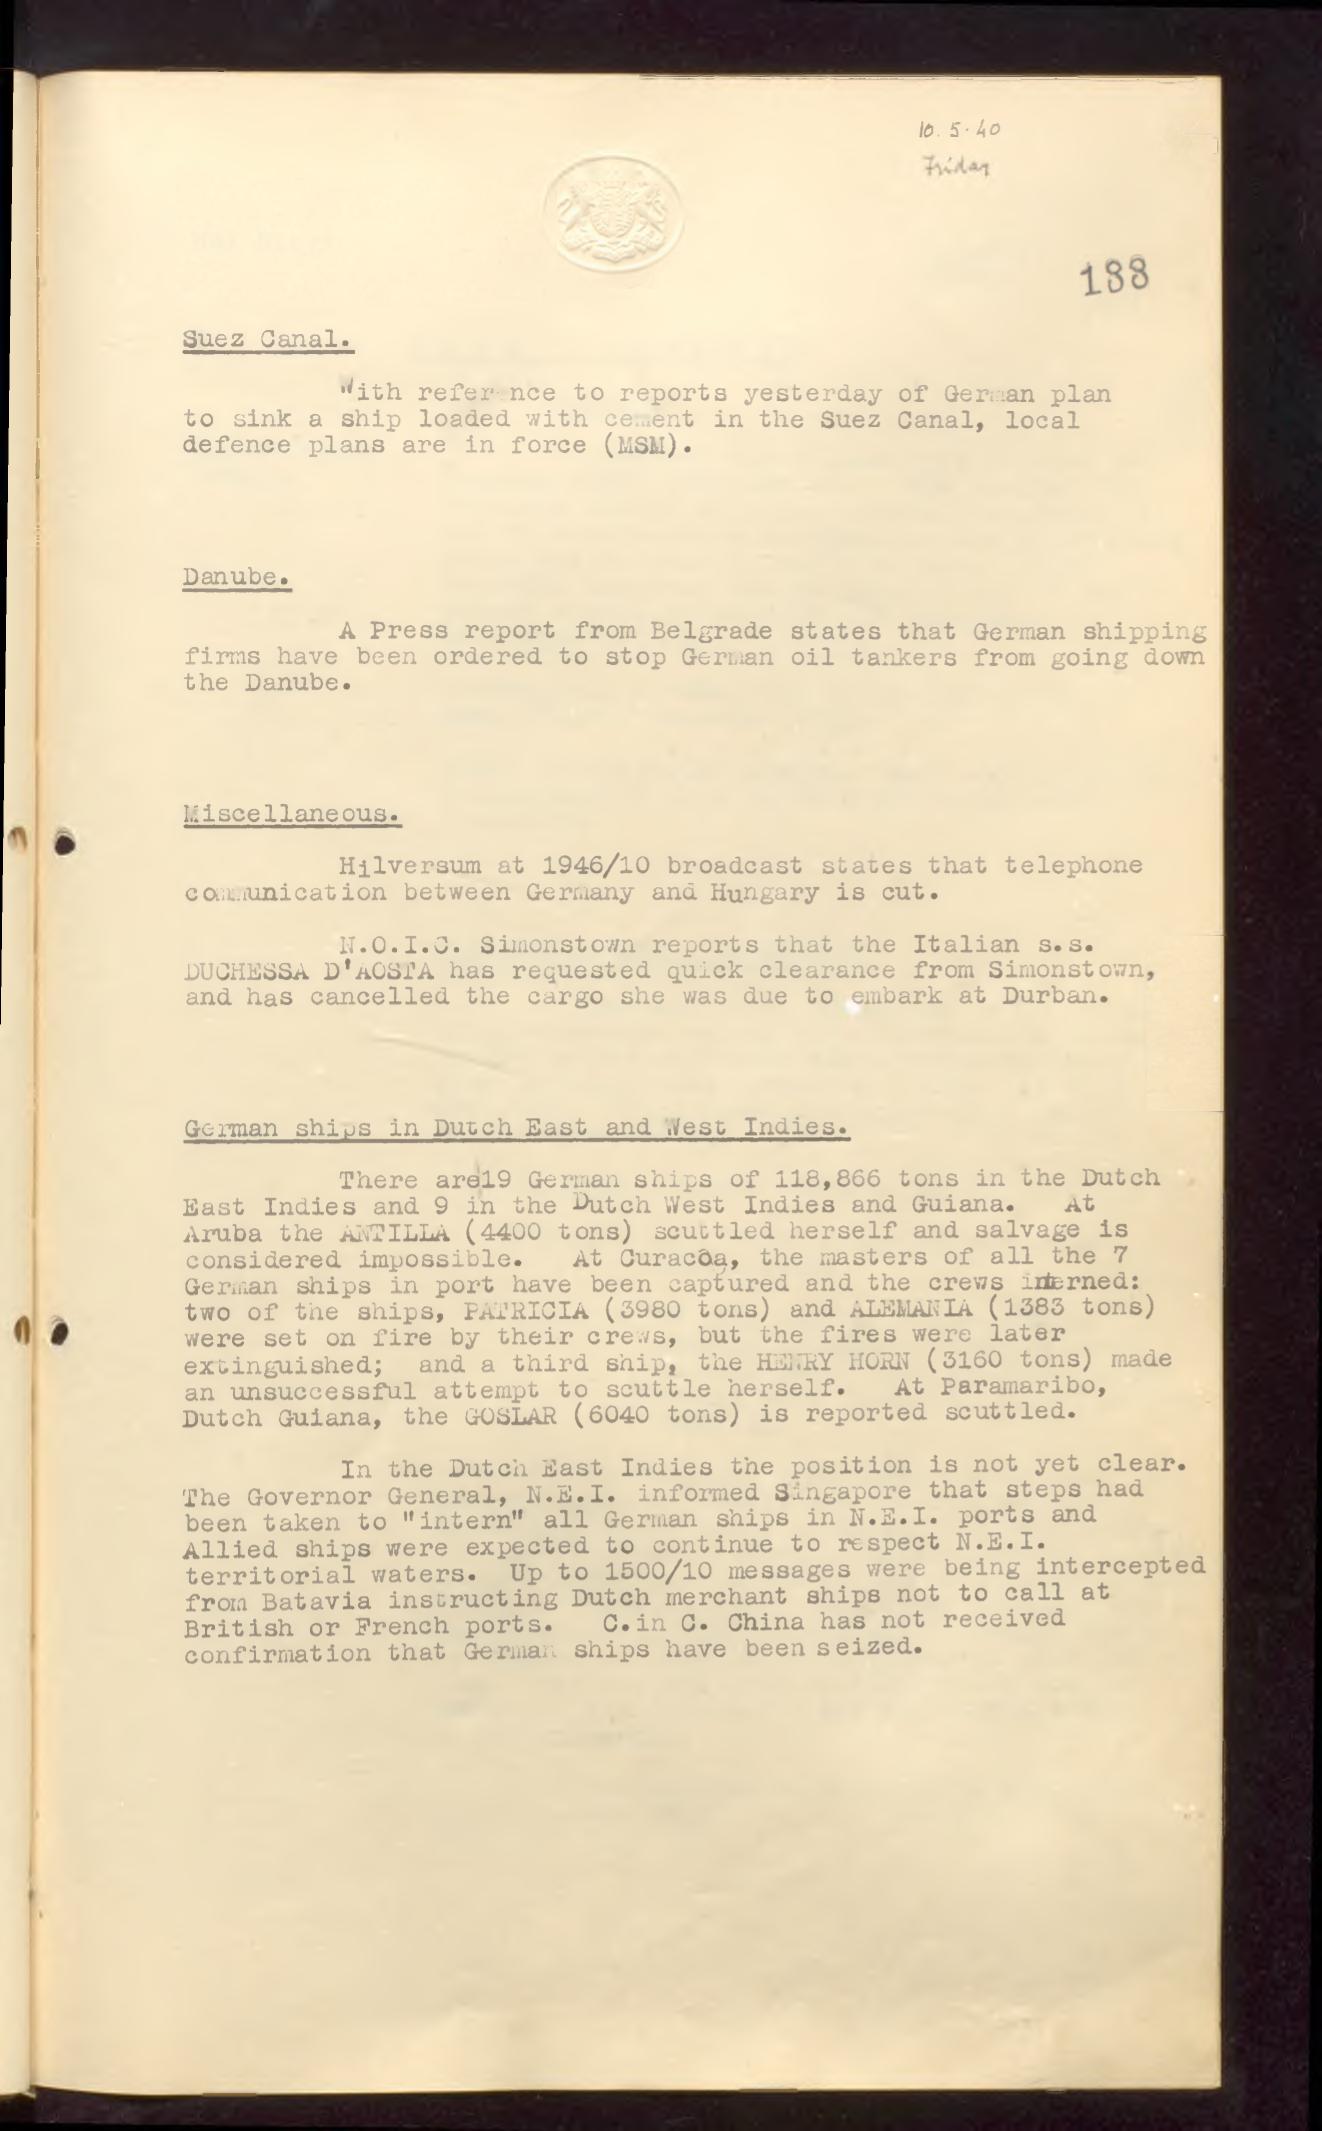 10.5.40
Friday
188
Suez Canal.
With reference to reports yesterday of German plan
to sink a ship loaded with cement in the Suez Canal, local
defence plans are in force (MSM).
Danube.
A Press report from Belgrade states that German shipping
firms have been ordered to stop German oil tankers from going down
the Danube.
Miscellaneous.
Hilversum at 1946/10 broadcast states that telephone
communication between Germany and Hungary is cut.
N.O.I.C. Simonstown reports that the Italian s.s.
DUCHESSA D'AOSTA has requested quick clearance from Simonstown,
and has cancelled the cargo she was due to embark at Durban.
German ships in Dutch East and West Indies.
There are 19 German ships of 118,866 tons in the Dutch
East Indies and 9 in the Dutch West Indies and Guiana. At
Aruba the ANTILLA (4400 tons) scuttled herself and salvage is
considered impossible. At Curacoa, the masters of all the 7
German ships in port have been captured and the crews interned:
two of the ships, PATRICIA (3980 tons) and ALEMANIA (1383 tons)
were set on fire by their crews, but the fires were later
extinguished; and a third ship, the HENRY HORN (3160 tons) made
an unsuccessful attempt to scuttle herself. At Paramaribo,
Dutch Guiana, the GOSLAR (6040 tons) is reported scuttled.
In the Dutch East Indies the position is not yet clear.
The Governor General, N.E.I. informed Singapore that steps had
been taken to "intern" all German ships in N.E.I. ports and
Allied ships were expected to continue to respect N.E.I.
territorial waters. Up to 1500/10 messages were being intercepted
from Batavia instructing Dutch merchant ships not to call at
British or French ports. C.in C. China has not received
confirmation that German ships have been seized.